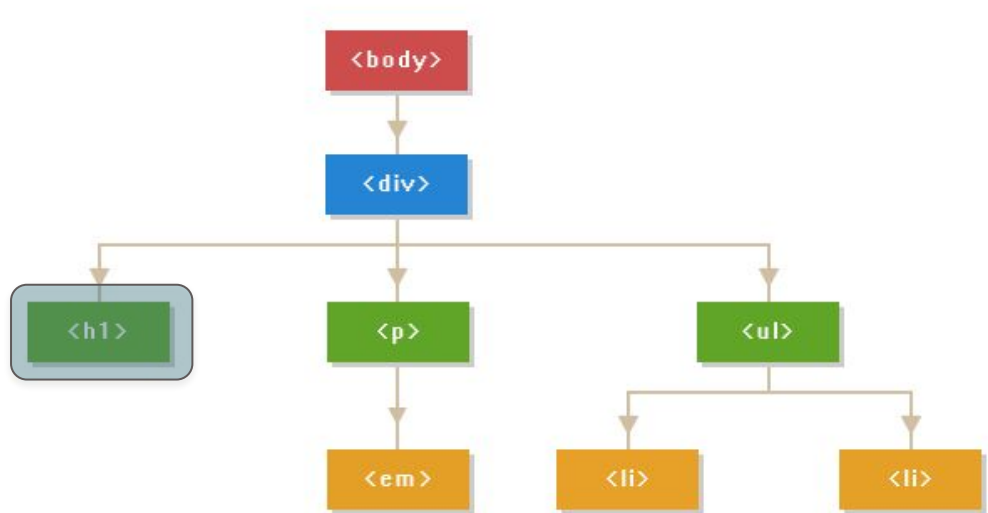 <body>
<div>
<h1>
<p>
<ul>
<em>
<li>
<li>